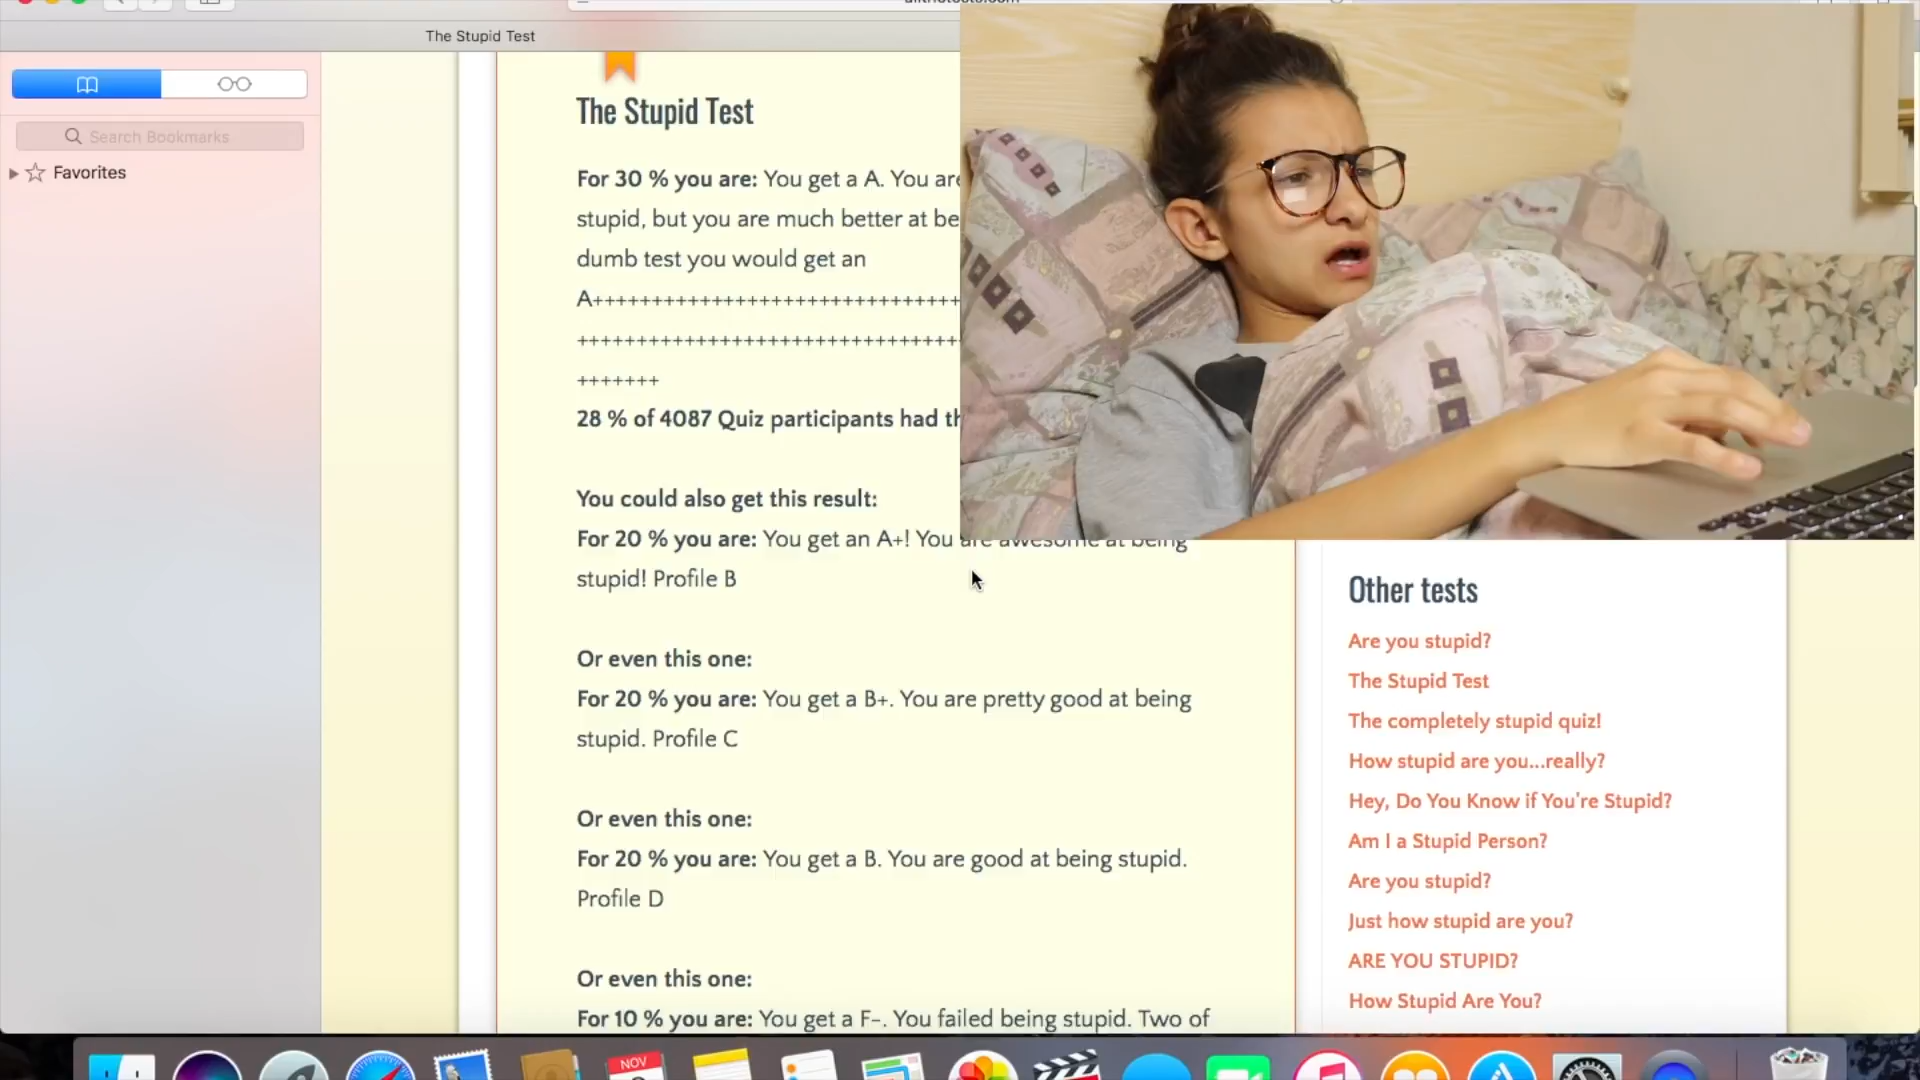 The Stupid Test
Search Bookmarks
Favorites
The Stupid Test
For 30 % you are: You get a A. You are
stupid, but you are much better at be
dumb test you would get an
A+++++++++++++++++++++++++++++++
++++++++++++++++++++++++++++++++
+++++++
28 % of 4087 Quiz participants had th
You could also get this result:
For 20 % you are: You get an A+! You are awesome at being
stupid! Profile B
Or even this one:
For 20 % you are: You get a B+. You are pretty good at being
stupid. Profile C
Or even this one:
For 20 % you are: You get a B. You are good at being stupid.
Profile D
Or even this one:
For 10 % you are: You get a F-. You failed being stupid. Two of
Other tests
Are you stupid?
The Stupid Test
The completely stupid quiz!
How stupid are you...really?
Hey, Do You Know if You're Stupid?
Am I a Stupid Person?
Are you stupid?
Just how stupid are you?
ARE YOU STUPID?
How Stupid Are You?
NOV